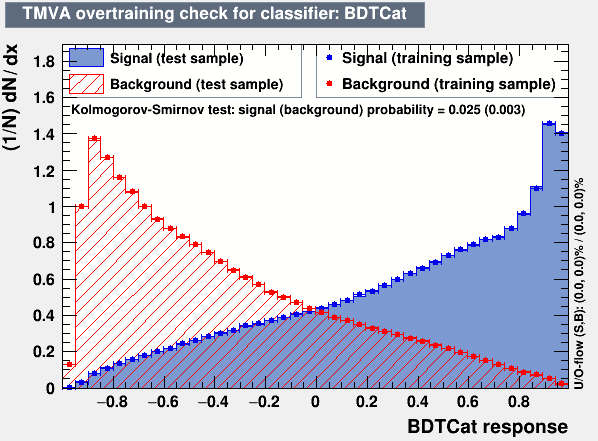 TMVA overtraining check for classifier: BDTCat
(1/N) dN / dx
Signal (test sample)
Background (test sample)
Signal (training sample)
Background (training sample)
Kolmogorov-Smirnov test: signal (background) probability = 0.025 (0.003)
1.8
1.6
1.4
1.2
1
0.8
0.6
0.4
0.2
0
−0.8 −0.6 −0.4 −0.2 0 0.2 0.4 0.6 0.8
BDTCat response
U/O-flow (S,B): (0.0, 0.0)% / (0.0, 0.0)%